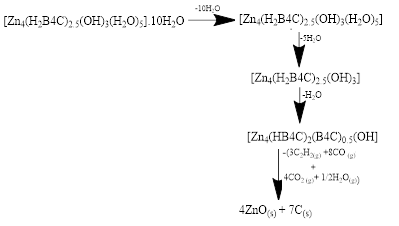 [Zn4(H2B4C)2.5(OH)3(H2O)5].10H2O
-10H2O
[Zn4(H2B4C)2.5(OH)3(H2O)5]
-5H2O
[Zn4(H2B4C)2.5(OH)3]
-H2O
[Zn4(HB4C)2(B4C)0.5(OH]
-(3C2H2(g) +8CO (g)
+
4CO2 (g)+ 1/2H2O(g))
4ZnO(s) + 7C(s)